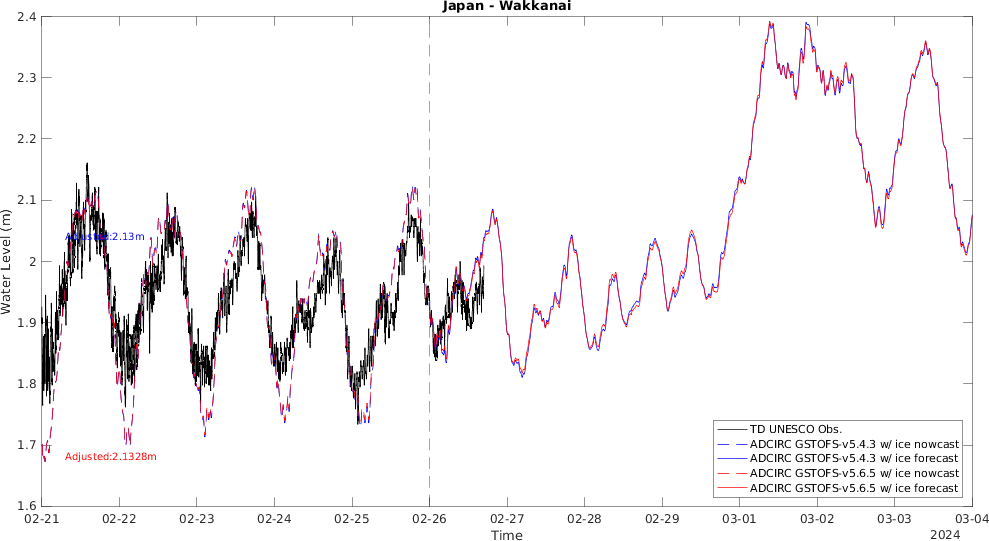 Japan - Wakkanai
Water Level (m)
2.4
2.3
2.2
2.1
2
1.9
1.8
1.7
1.6
Adjusted:2.13m
Adjusted:2.1328m
TD UNESCO Obs.
ADCIRC GSTOFS-v5.4.3 w/ ice nowcast
ADCIRC GSTOFS-v5.4.3 w/ ice forecast
ADCIRC GSTOFS-v5.6.5 w/ ice nowcast
ADCIRC GSTOFS-v5.6.5 w/ ice forecast
02-21 02-22 02-23 02-24 02-25 02-26 02-27 02-28 02-29 03-01 03-02 03-03 03-04
Time
2024